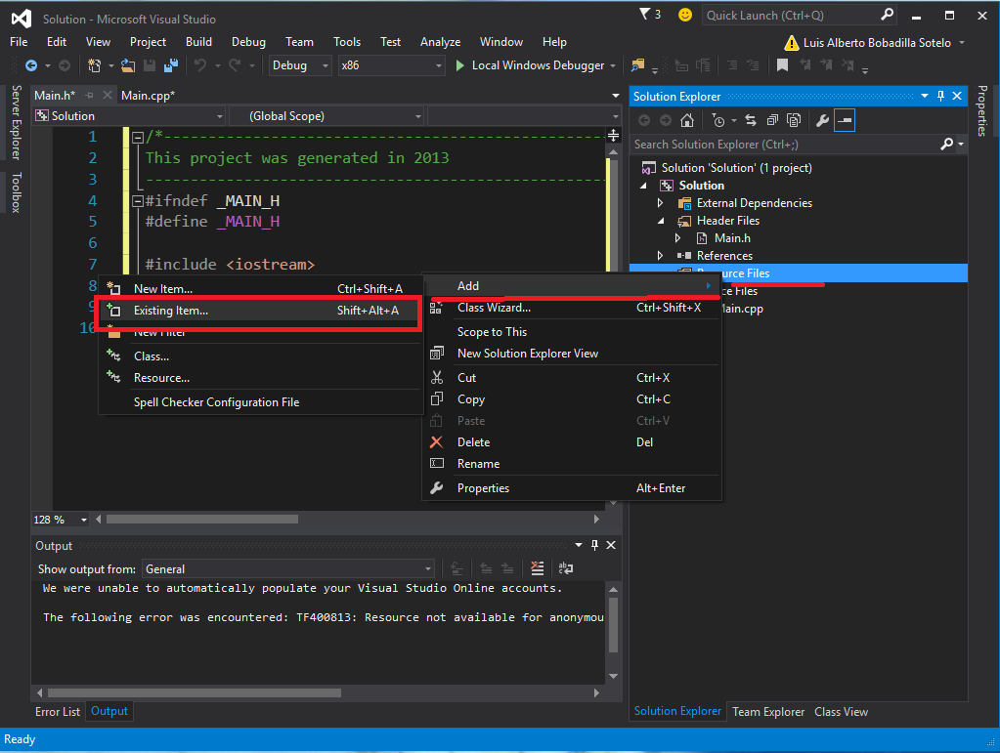 Solution - Microsoft Visual Studio
3
Quick Launch (Ctrl+Q)
File Edit View Project Build Debug Team Tools Test Analyze Window Help
Luis Alberto Bobadilla Sotelo
Debug x86 Local Windows Debugger
Server Explorer
Toolbox
Main.h* Main.cpp*
Solution (Global Scope)
1 /*---------------------------------------------------
2 This project was generated in 2013
3 -----------------------------------------------------
4 #ifndef _MAIN_H
5 #define _MAIN_H
6
7 #include <iostream>
8
9
10
New Item... Ctrl+Shift+A
Existing Item... Shift+Alt+A
New Filter
Class...
Resource...
Spell Checker Configuration File
Add
Class Wizard... Ctrl+Shift+X
Scope to This
New Solution Explorer View
Cut Ctrl+X
Copy Ctrl+C
Paste Ctrl+V
Delete Del
Rename
Properties Alt+Enter
128 %
Output
Show output from: General
We were unable to automatically populate your Visual Studio Online accounts.
The following error was encountered: TF400813: Resource not available for anonymou
Error List Output
Solution Explorer
Search Solution Explorer (Ctrl+;)
Solution 'Solution' (1 project)
Solution
External Dependencies
Header Files
Main.h
References
Resource Files
ce Files
Main.cpp
Solution Explorer Team Explorer Class View
Properties
Ready